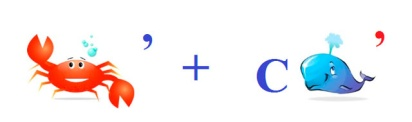 ’ + C ’